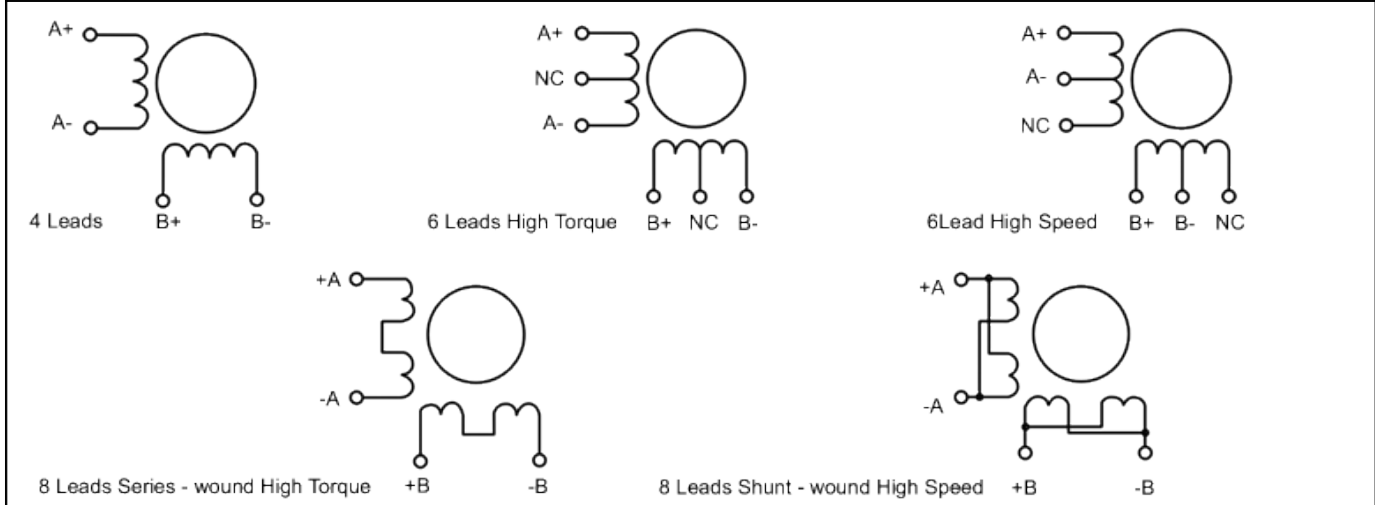 A+
A-
4 Leads B+ B-
A+
NC
A-
6 Leads High Torque B+ NC B-
A+
A-
NC
6Lead High Speed B+ B- NC
+A
-A
8 Leads Series - wound High Torque +B -B
+A
-A
8 Leads Shunt - wound High Speed +B -B